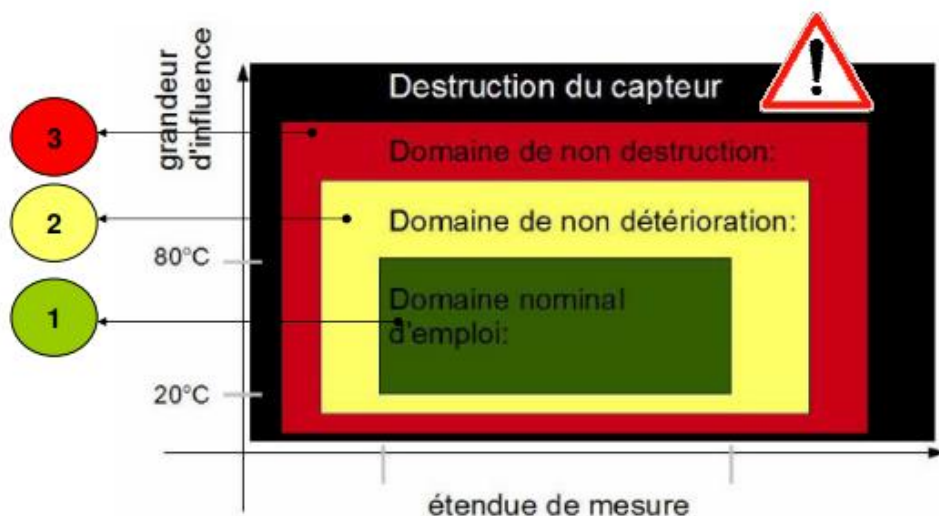 grandeur
d'influence
Destruction du capteur
!
3
Domaine de non destruction:
2
Domaine de non détérioration:
80°C
1
Domaine nominal
d'emploi:
20°C
étendue de mesure